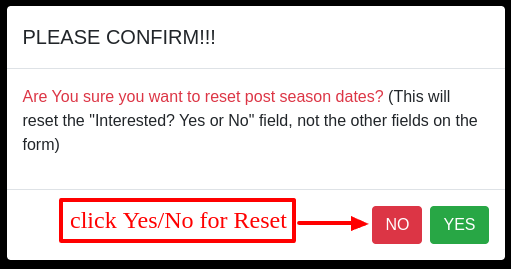 PLEASE CONFIRM!!!
Are You sure you want to reset post season dates? (This will
reset the "Interested? Yes or No" field, not the other fields on the
form)
click Yes/No for Reset
NO
YES